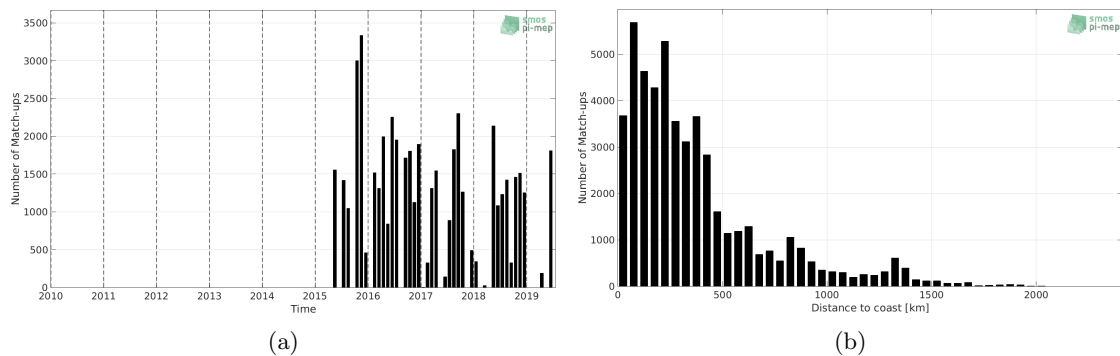 smos
pi-mep
Number of Match-ups
3500
3000
2500
2000
1500
1000
500
0
2010 2011 2012 2013 2014 2015 2016 2017 2018 2019
Time
(a)
smos
pi-mep
Number of Match-ups
5000
4000
3000
2000
1000
0
0 500 1000 1500 2000
Distance to coast [km]
(b)